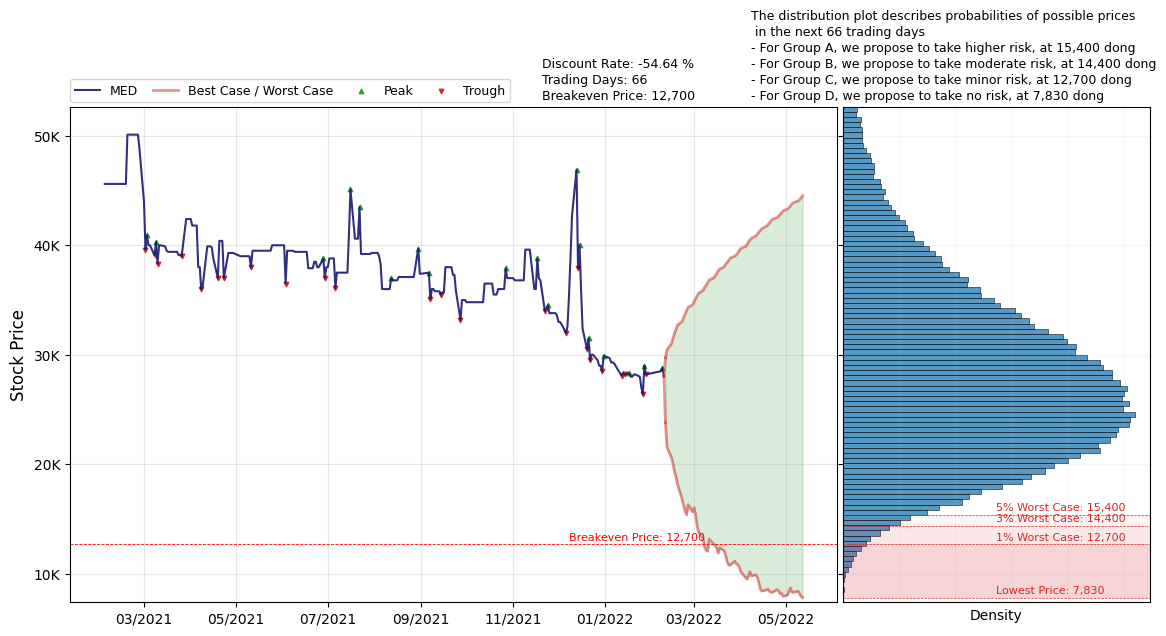 The distribution plot describes probabilities of possible prices
in the next 66 trading days
- For Group A, we propose to take higher risk, at 15,400 dong
- For Group B, we propose to take moderate risk, at 14,400 dong
- For Group C, we propose to take minor risk, at 12,700 dong
- For Group D, we propose to take no risk, at 7,830 dong
Discount Rate: -54.64 %
Trading Days: 66
Breakeven Price: 12,700
MED
Best Case / Worst Case
Peak
Trough
Stock Price
50K
40K
30K
20K
10K
Breakeven Price: 12,700
03/2021
05/2021
07/2021
09/2021
11/2021
01/2022
03/2022
05/2022
5% Worst Case: 15,400
3% Worst Case: 14,400
1% Worst Case: 12,700
Lowest Price: 7,830
Density